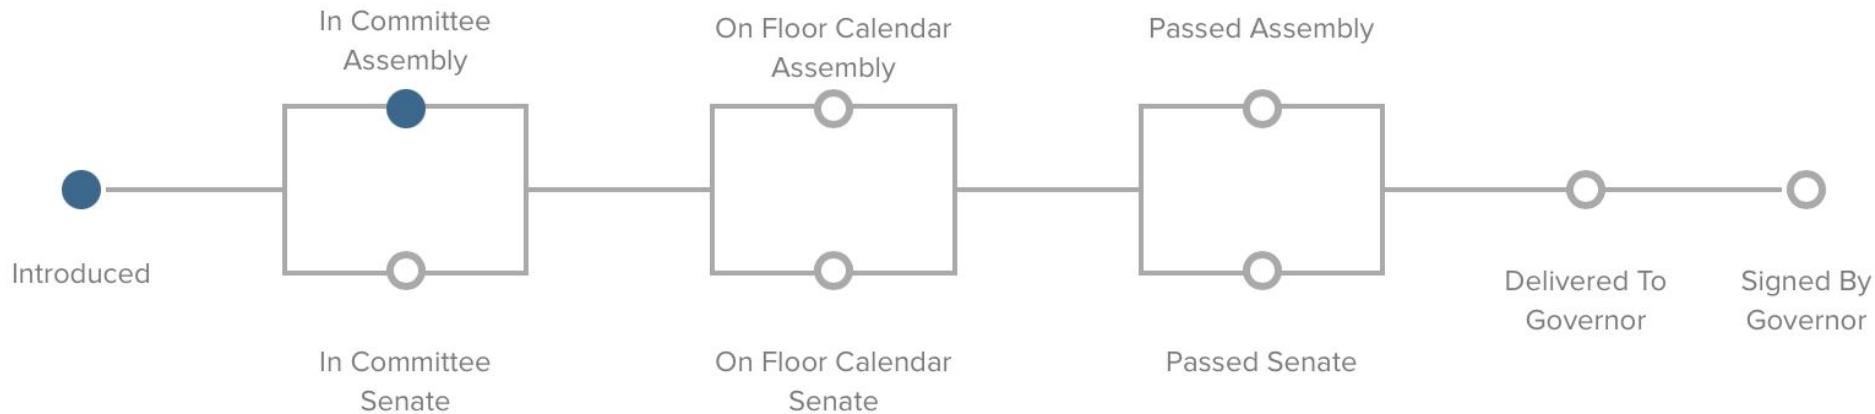 In Committee
Assembly
On Floor Calendar
Assembly
Passed Assembly
Introduced
Delivered To
Governor
Signed By
Governor
In Committee
Senate
On Floor Calendar
Senate
Passed Senate